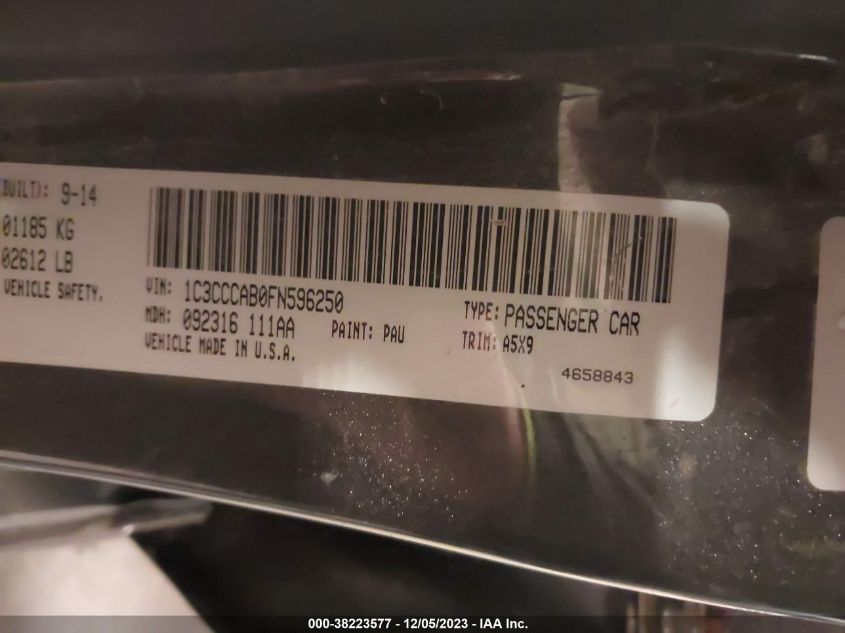 BUILT): 9-14
01185 KG
02612 LB
VEHICLE SAFETY.
VIN: 1C3CCCAB0FN596250
MDH: 092316 111AA PAINT: PAU
VEHICLE MADE IN U.S.A.
TYPE: PASSENGER CAR
TRIM: A5X9
4658843
000-38223577 - 12/05/2023 - IAA Inc.